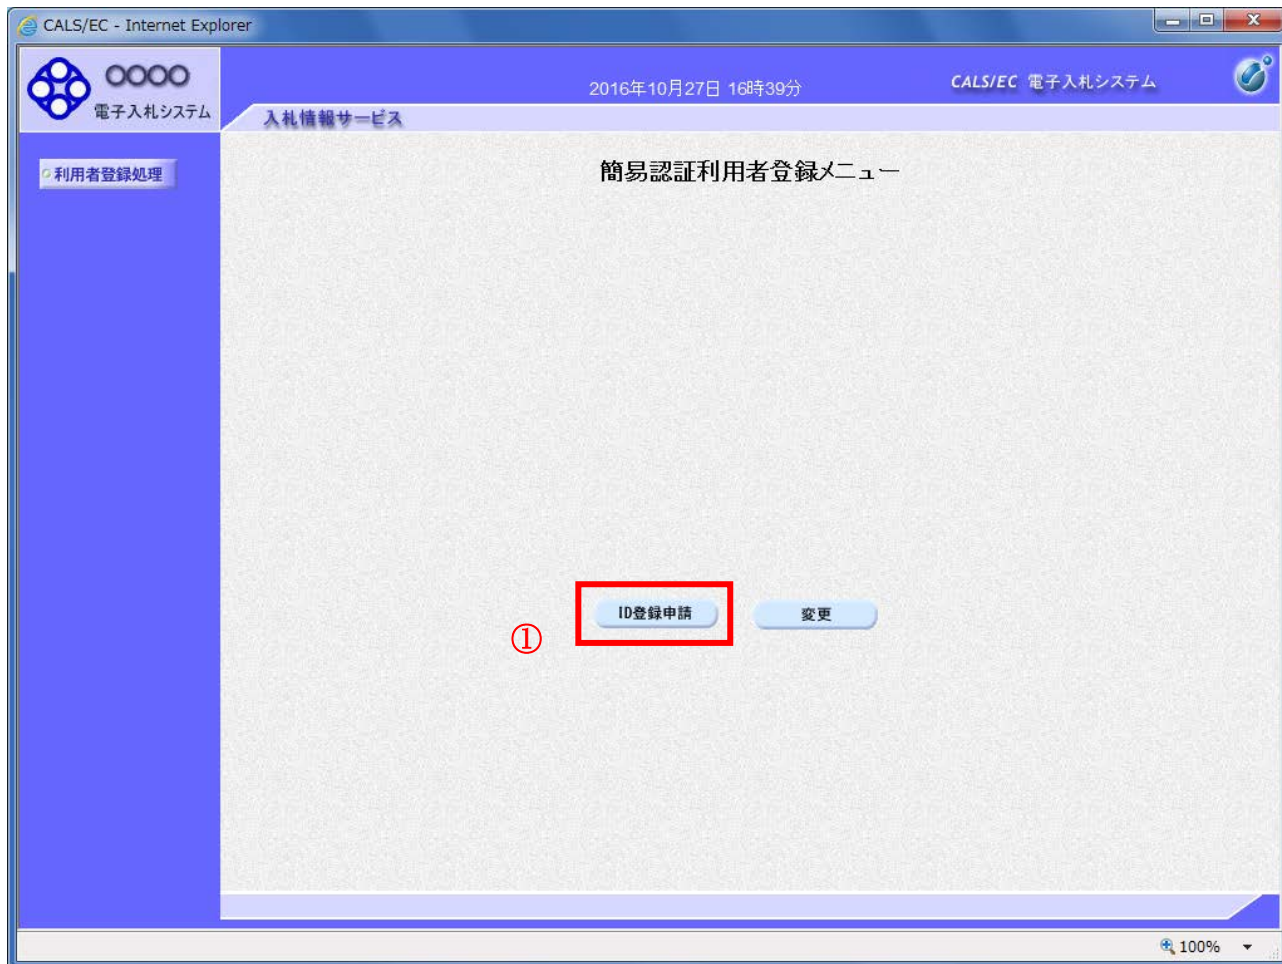 CALS/EC - Internet Explorer
○○○○
電子入札システム
2016年10月27日 16時39分
CALS/EC 電子入札システム
入札情報サービス
利用者登録処理
簡易認証利用者登録メニュー
①
ID登録申請
変更
100%